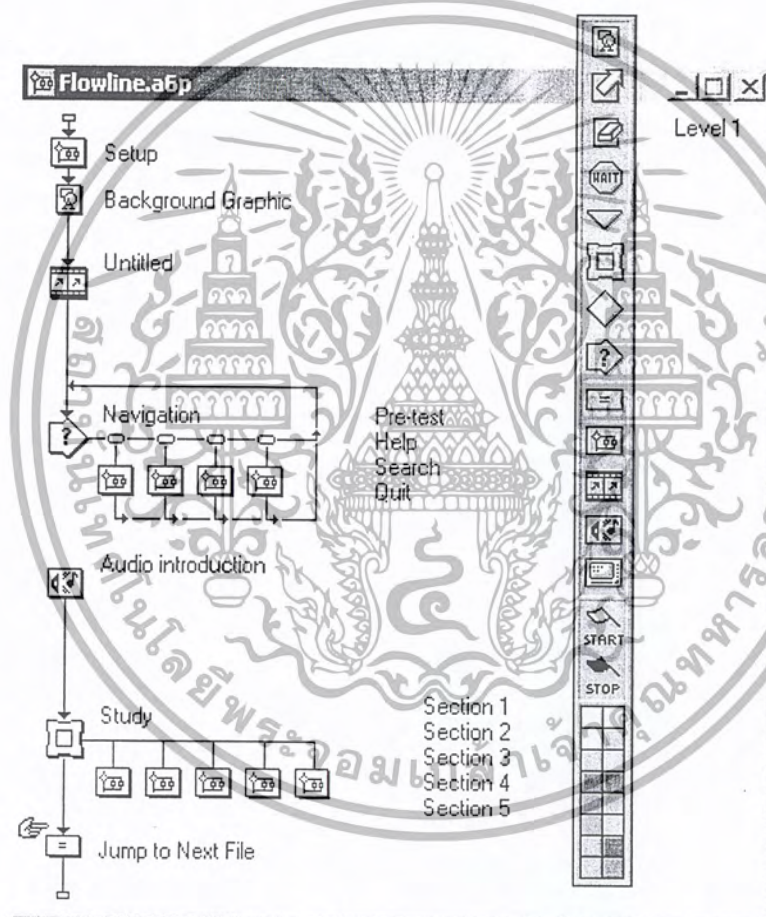 Flowline.a6p
Level 1
Setup
Background Graphic
Untitled
WAIT
Navigation
Pre-test
Help
Search
Quit
Audio introduction
START
STOP
Study
Section 1
Section 2
Section 3
Section 4
Section 5
Jump to Next File